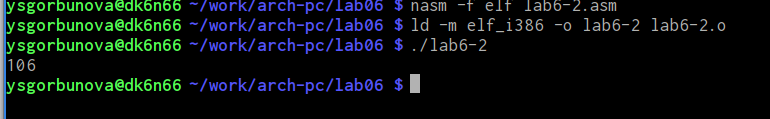 ysgorbunova@dk6n66 ~/work/arch-pc/lab06 $ nasm -f elf lab6-2.asm
ysgorbunova@dk6n66 ~/work/arch-pc/lab06 $ ld -m elf_i386 -o lab6-2 lab6-2.o
ysgorbunova@dk6n66 ~/work/arch-pc/lab06 $ ./lab6-2
106
ysgorbunova@dk6n66 ~/work/arch-pc/lab06 $